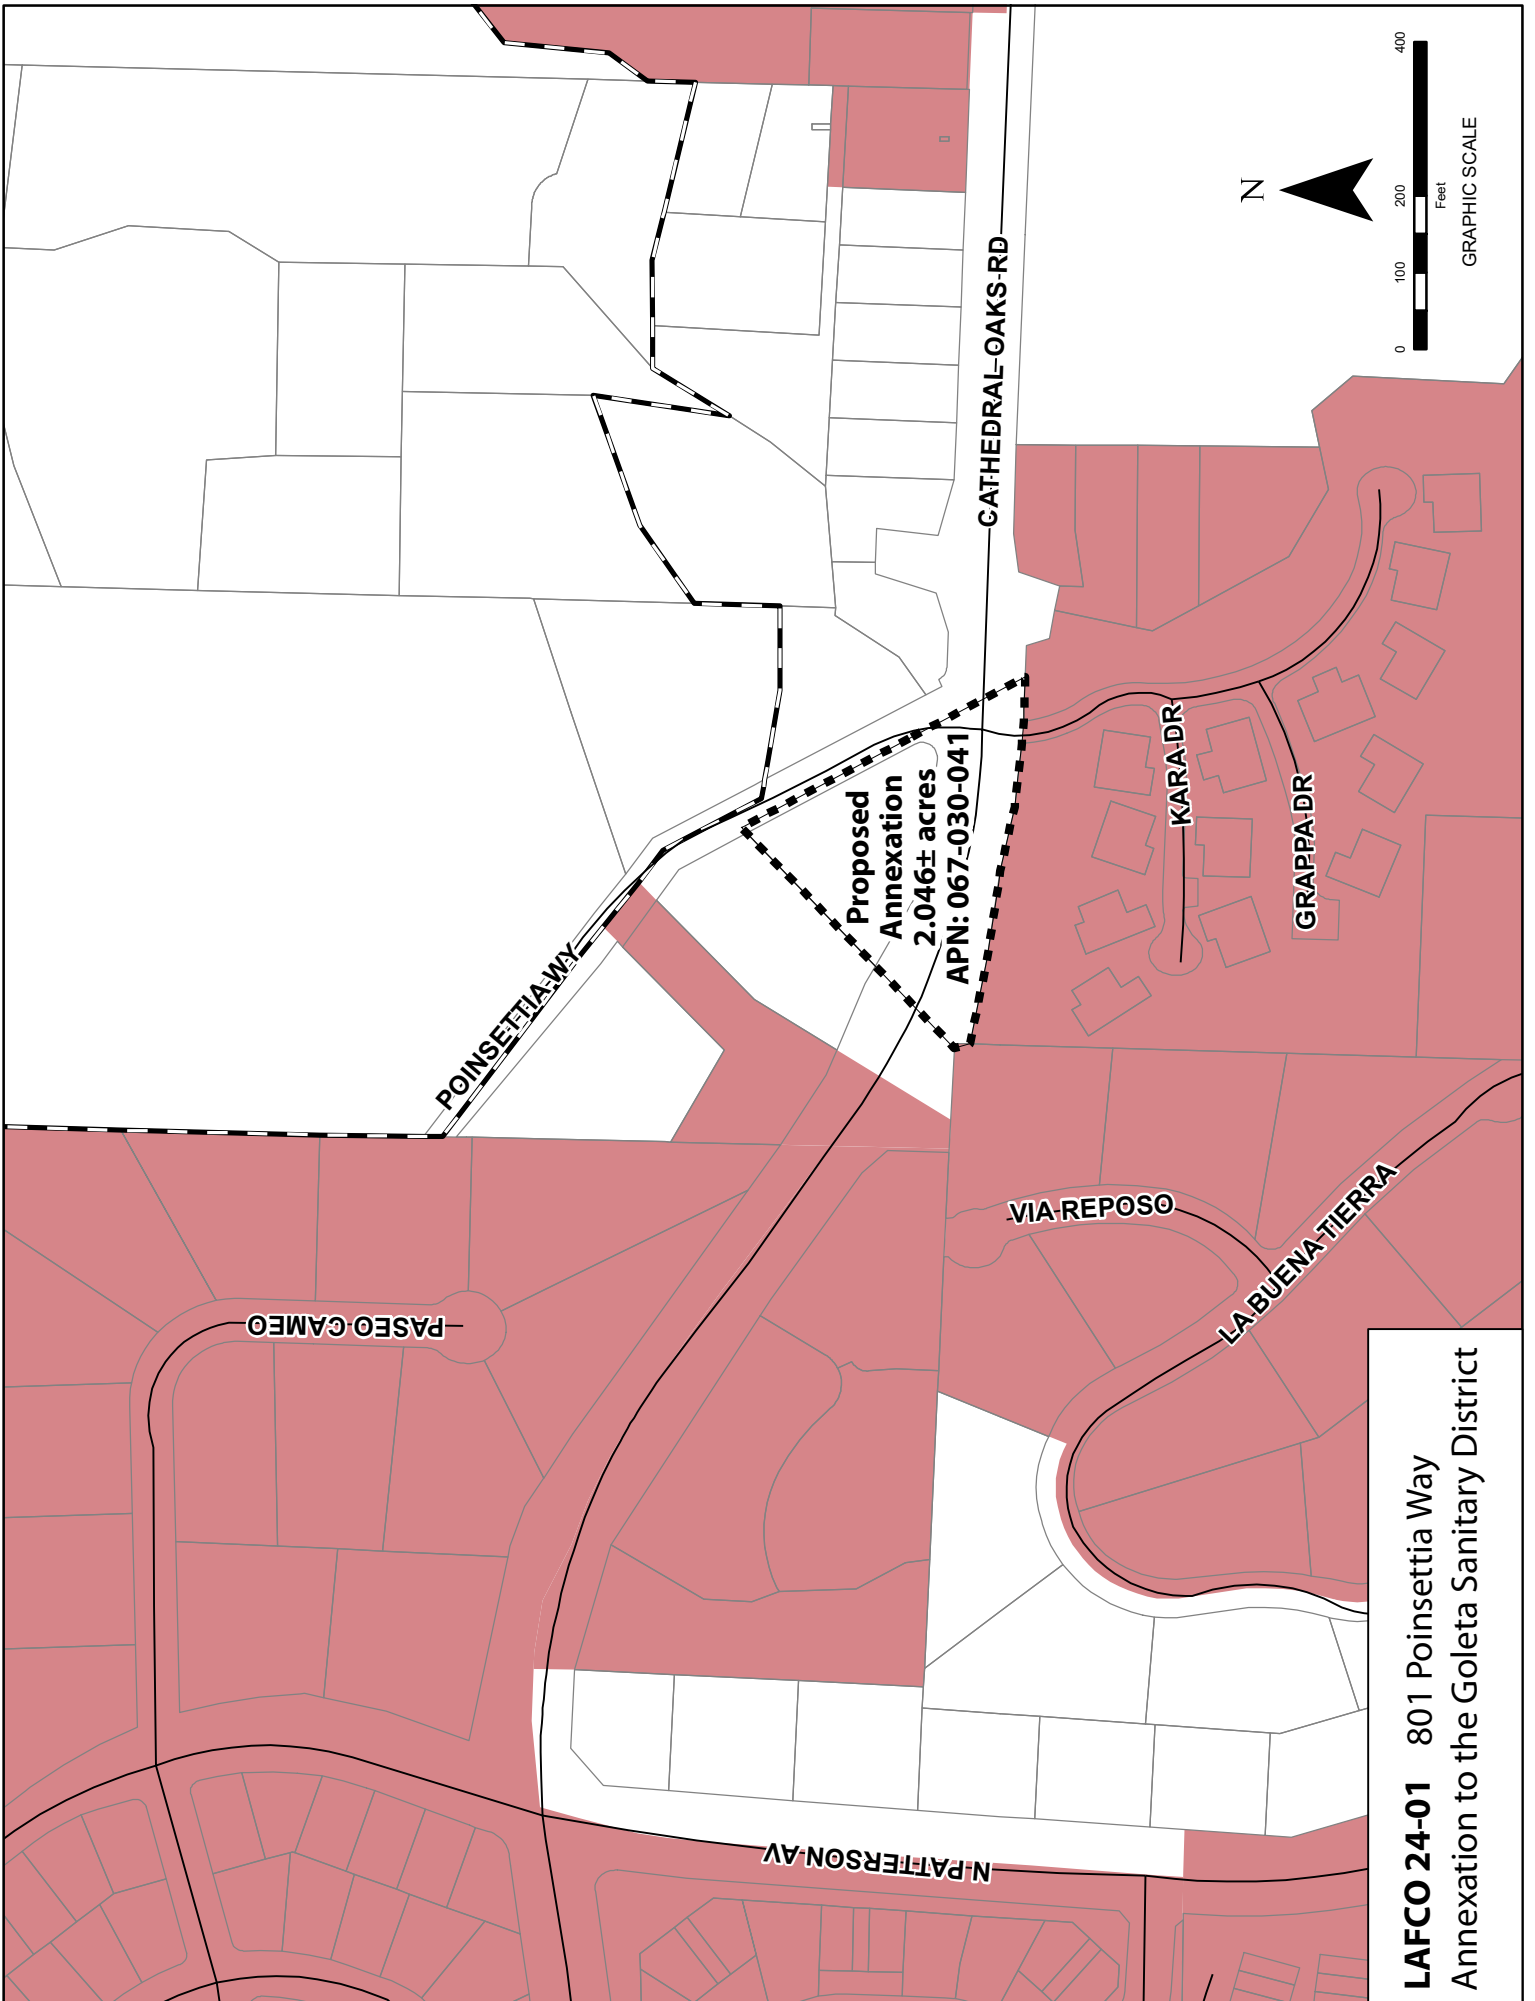 PASEO CAMEO
N PATTERSON AV
POINSETTIA WY
CATHEDRAL OAKS RD
Proposed
Annexation
2.046± acres
APN: 067-030-041
VIA REPOSO
LA BUENA TIERRA
KARA DR
GRAPPA DR
N
0 100 200 400
Feet
GRAPHIC SCALE
LAFCO 24-01 801 Poinsettia Way
Annexation to the Goleta Sanitary District